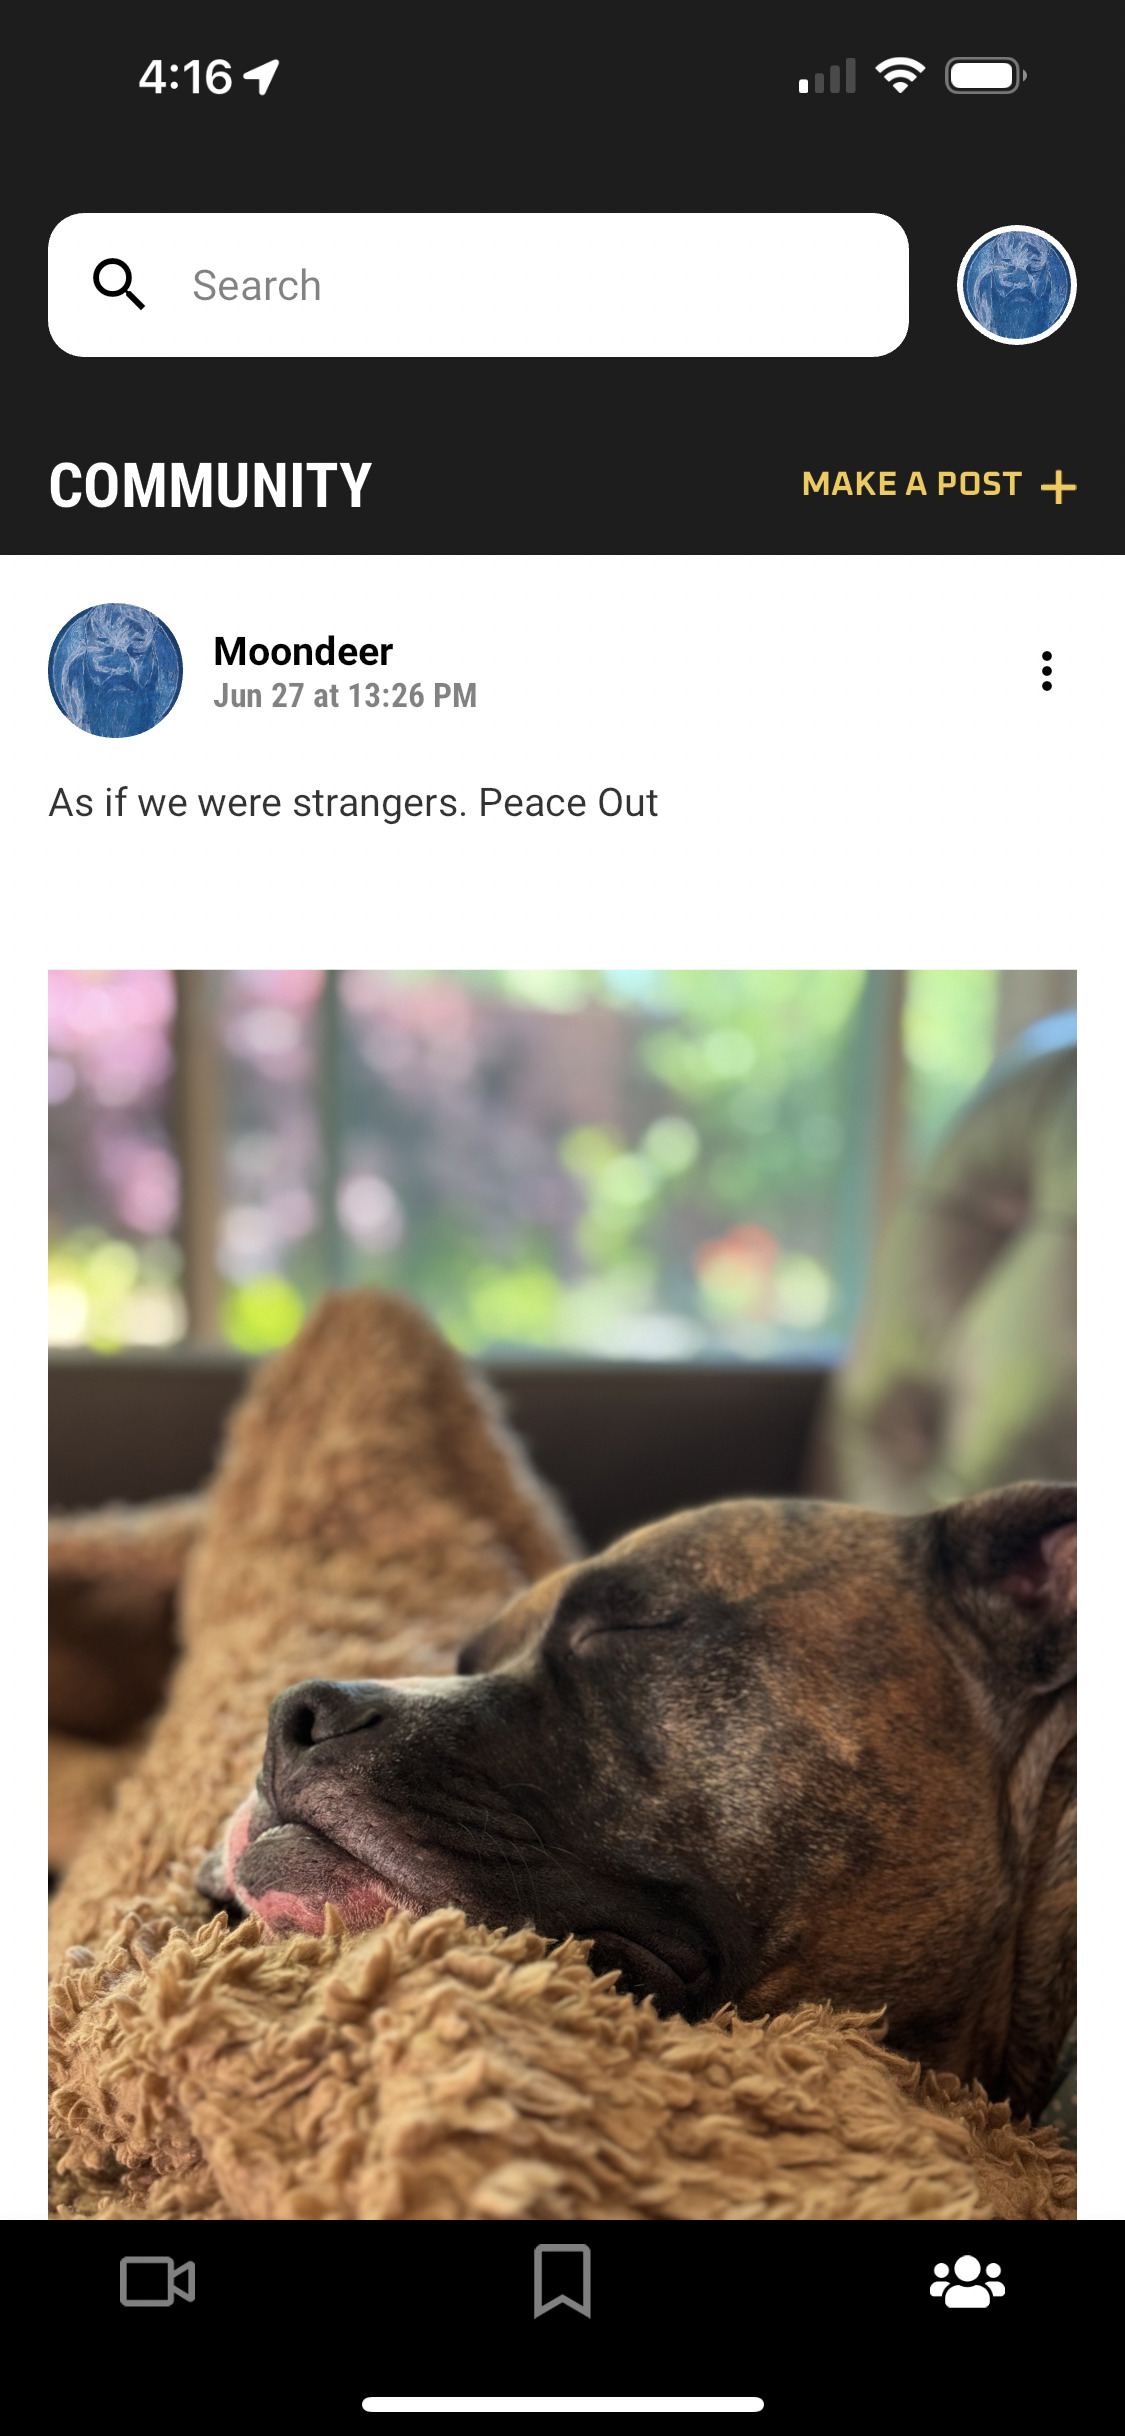 4:16
Search
COMMUNITY
MAKE A POST +
Moondeer
Jun 27 at 13:26 PM
As if we were strangers. Peace Out